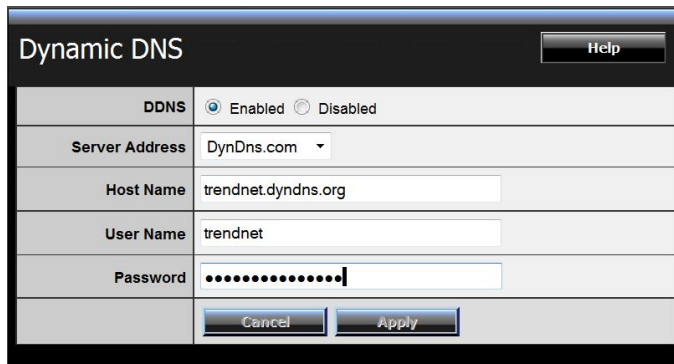 Dynamic DNS
Help
DDNS Enabled Disabled
Server Address DynDns.com
Host Name trendnet.dyndns.org
User Name trendnet
Password ●●●●●●●●●●●●●●●
Cancel Apply